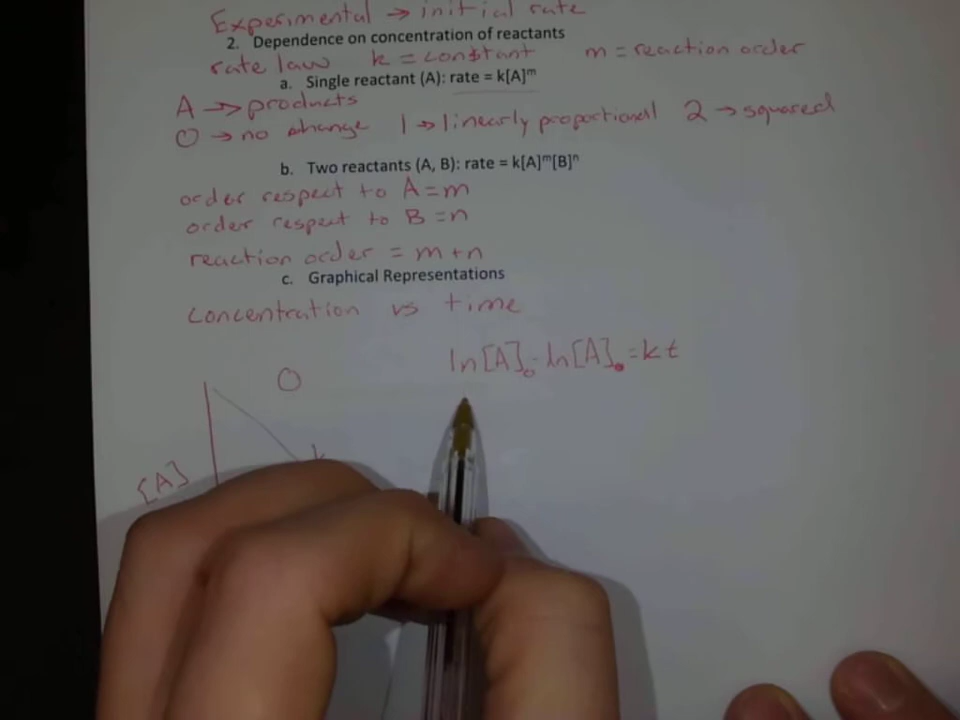 Experimental → initial rate
2. Dependence on concentration of reactants
rate law k = constant m = reaction order
a. Single reactant (A): rate = k[A]ᵐ
A → products
0 → no change 1 → linearly proportional 2 → squared
b. Two reactants (A, B): rate = k[A]ᵐ[B]ⁿ
order respect to A = m
order respect to B = n
reaction order = m + n
c. Graphical Representations
concentration vs time
ln[A]₀ - ln[A] = kt
0
[A]